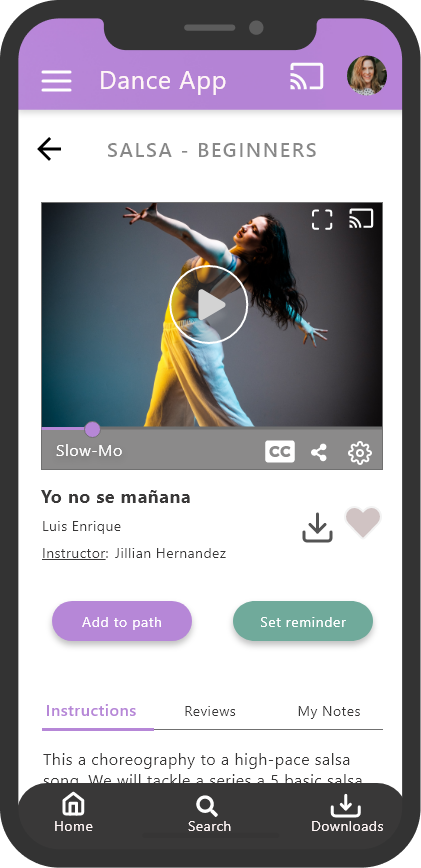 Dance App
SALSA - BEGINNERS
Slow-Mo
CC
Yo no se mañana
Luis Enrique
Instructor: Jillian Hernandez
Add to path
Set reminder
Instructions
Reviews
My Notes
This a choreography to a high-pace salsa
song. We will tackle a series a 5 basic salsa
Home
Search
Downloads